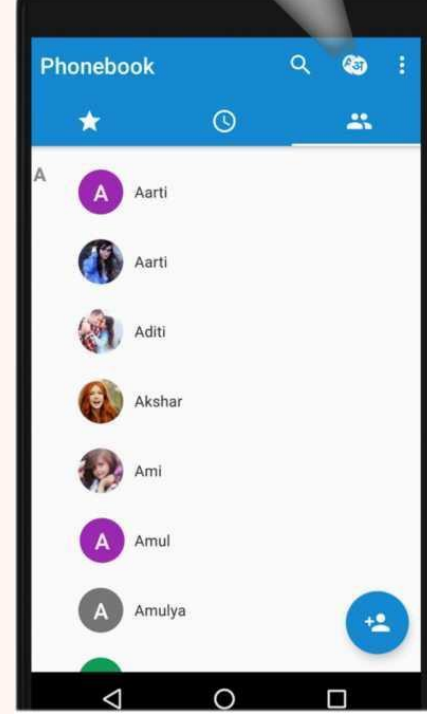 Phonebook
अ
A
A Aarti
Aarti
Aditi
Akshar
Ami
A Amul
A Amulya